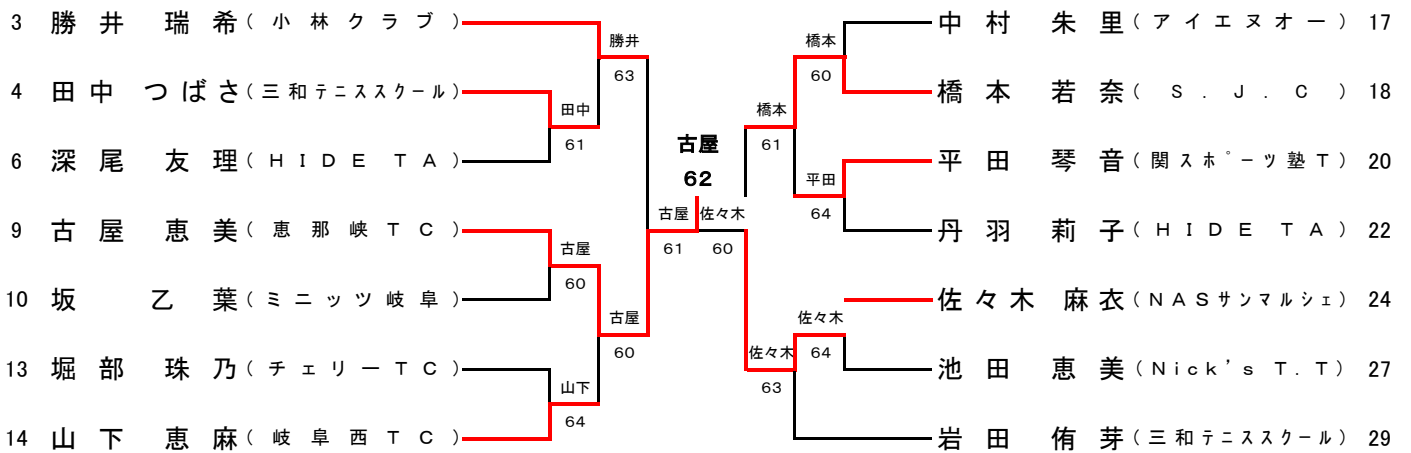 3 勝井 瑞希(小林クラブ)
4 田中 つばさ(三和テニススクール)
6 深尾 友理(HIDE TA)
9 古屋 恵美(恵那峡TC)
10 坂 乙葉(ミニッツ岐阜)
13 堀部 珠乃(チェリーTC)
14 山下 恵麻(岐阜西TC)
田中
61
古屋
60
山下
64
勝井
63
古屋
60
古屋
61
古屋
62
佐々木
60
橋本
61
佐々木
63
橋本
60
平田
64
佐々木
64
中村 朱里(アイエヌオー) 17
橋本 若奈(S.J.C) 18
平田 琴音(関スポーツ塾T) 20
丹羽 莉子(HIDE TA) 22
佐々木 麻衣(NASサンマルシェ) 24
池田 恵美(Nick's T.T) 27
岩田 侑芽(三和テニススクール) 29